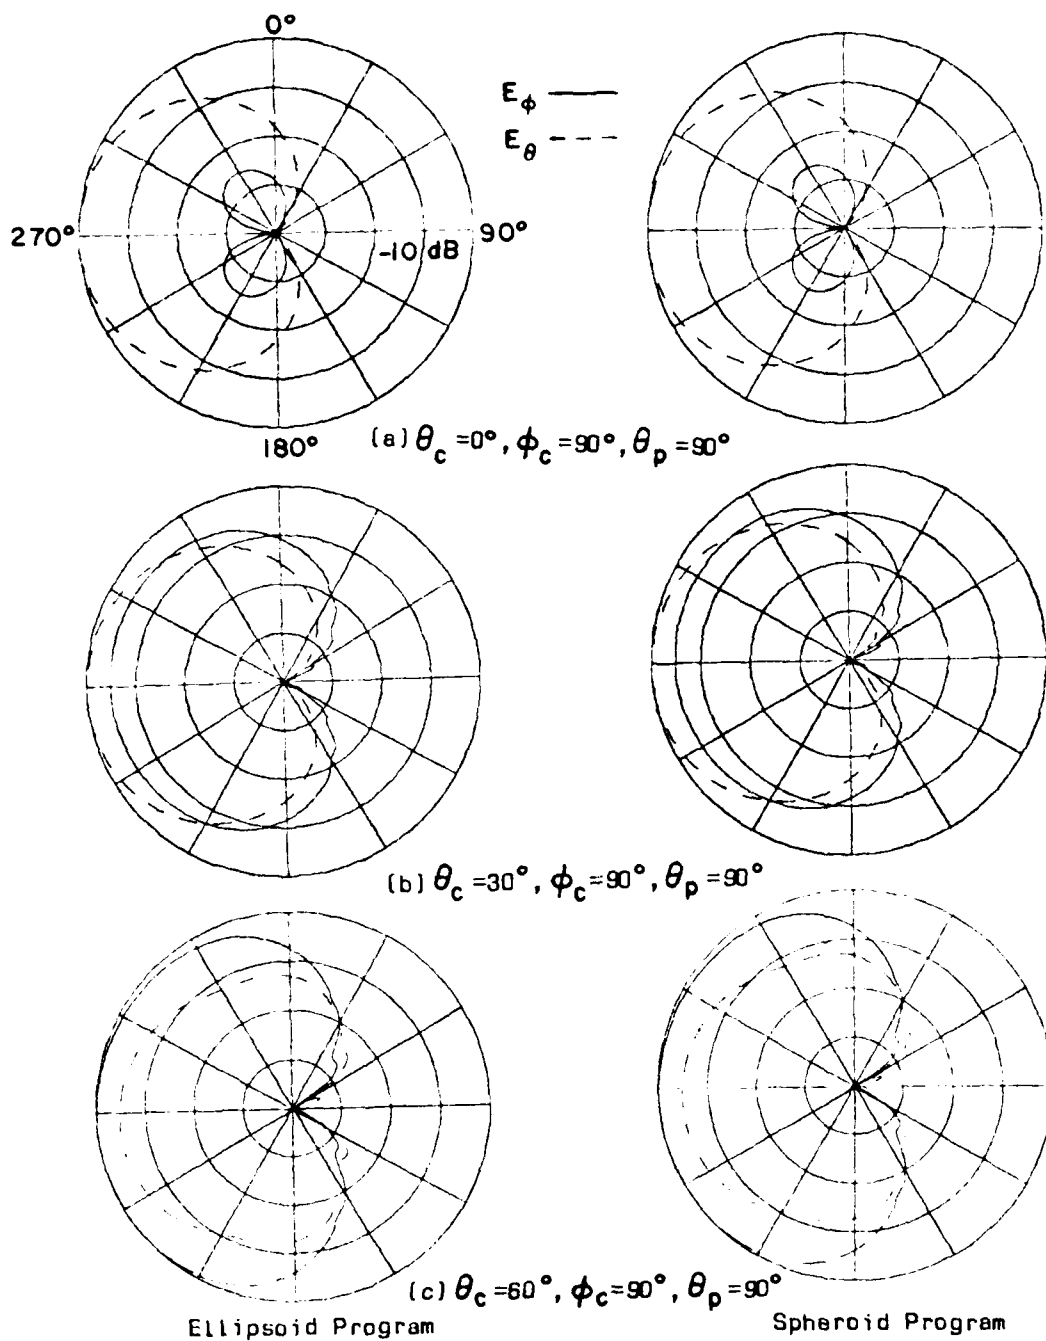 0°
E_ϕ
E_θ
270°
90°
-10 dB
180°
(a) θ_c =0°, ϕ_c =90°, θ_p =90°
(b) θ_c =30°, ϕ_c =90°, θ_p =90°
(c) θ_c =60°, ϕ_c =90°, θ_p =90°
Ellipsoid Program
Spheroid Program